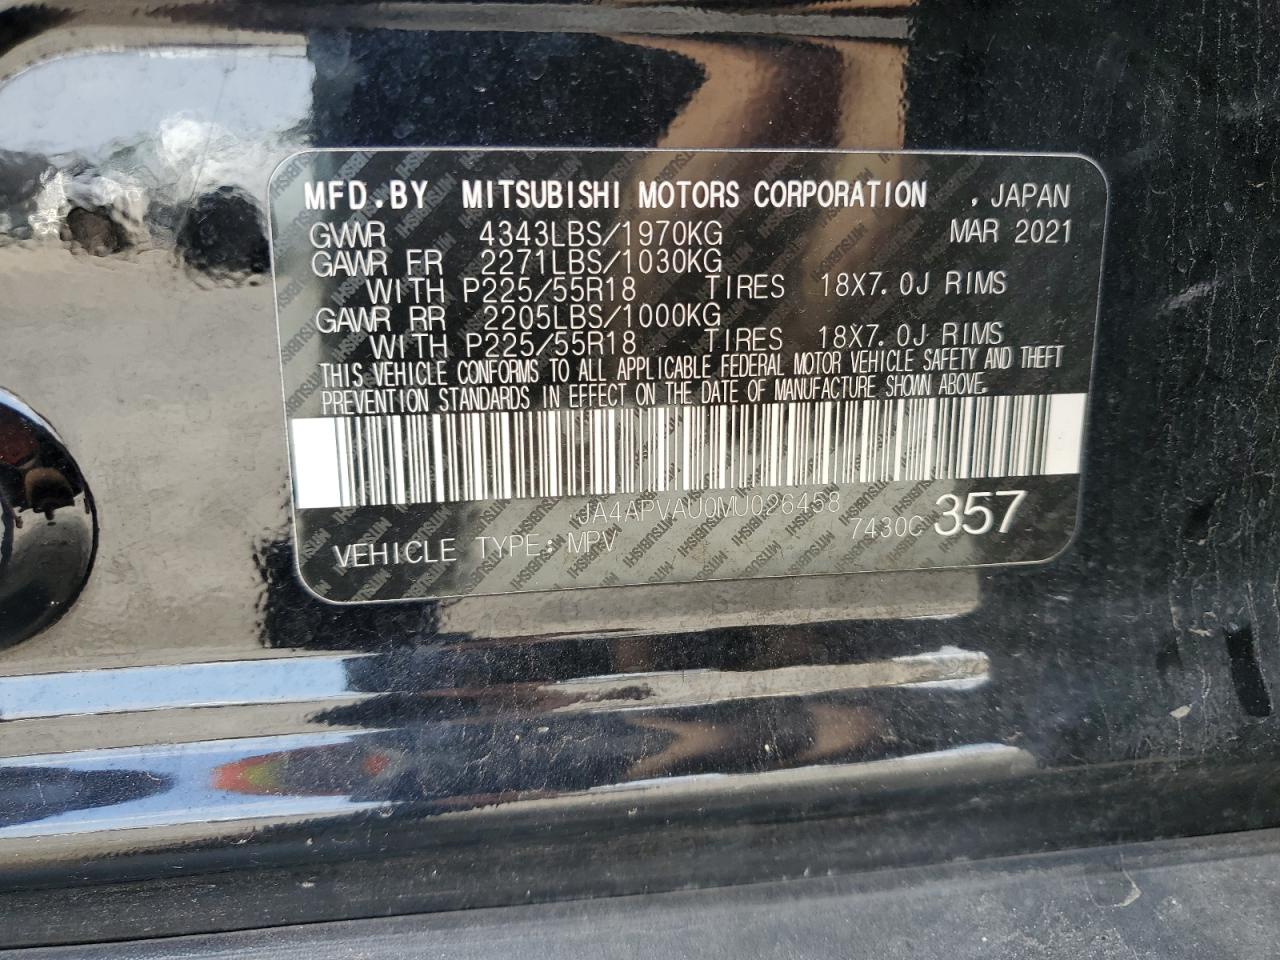 MFD.BY MITSUBISHI MOTORS CORPORATION , JAPAN
GVWR 4343LBS/1970KG MAR 2021
GAWR FR 2271LBS/1030KG
WITH P225/55R18 TIRES 18X7.0J RIMS
GAWR RR 2205LBS/1000KG
WITH P225/55R18 TIRES 18X7.0J RIMS
THIS VEHICLE CONFORMS TO ALL APPLICABLE FEDERAL MOTOR VEHICLE SAFETY AND THEFT
PREVENTION STANDARDS IN EFFECT ON THE DATE OF MANUFACTURE SHOWN ABOVE.
JA4APVAU0MU026458
VEHICLE TYPE: MPV 7430C 357